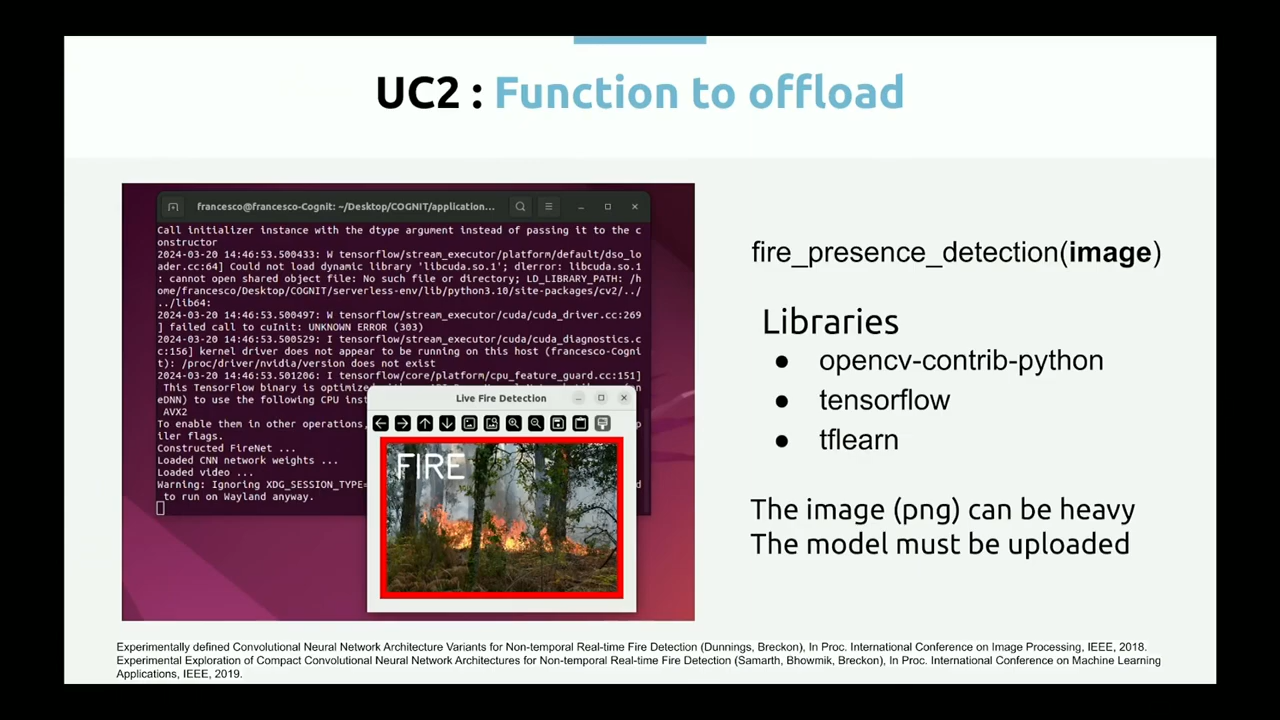 UC2 : Function to offload
francesco@francesco-Cognit: ~/Desktop/COGNIT/application...
Call initializer instance with the dtype argument instead of passing it to the c
onstructor
2024-03-20 14:46:53.500433: W tensorflow/stream_executor/platform/default/dso_lo
ader.cc:64] Could not load dynamic library 'libcuda.so.1'; dlerror: libcuda.so.1
: cannot open shared object file: No such file or directory; LD_LIBRARY_PATH: /h
ome/francesco/Desktop/COGNIT/serverless-env/lib/python3.10/site-packages/cv2/../
../lib64:
2024-03-20 14:46:53.500497: W tensorflow/stream_executor/cuda/cuda_driver.cc:269
] failed call to cuInit: UNKNOWN ERROR (303)
2024-03-20 14:46:53.500529: I tensorflow/stream_executor/cuda/cuda_diagnostics.c
c:156] kernel driver does not appear to be running on this host (francesco-Cogni
t): /proc/driver/nvidia/version does not exist
2024-03-20 14:46:53.501206: I tensorflow/core/platform/cpu_feature_guard.cc:151]
This TensorFlow binary is optimized
eDNN) to use the following CPU inst
AVX2
To enable them in other operations,
iler flags.
Constructed FireNet ...
Loaded CNN network weights ...
Loaded video ...
Warning: Ignoring XDG_SESSION_TYPE=
to run on Wayland anyway.
Live Fire Detection
FIRE
fire_presence_detection(image)
Libraries
● opencv-contrib-python
● tensorflow
● tflearn
The image (png) can be heavy
The model must be uploaded
Experimentally defined Convolutional Neural Network Architecture Variants for Non-temporal Real-time Fire Detection (Dunnings, Breckon), In Proc. International Conference on Image Processing, IEEE, 2018.
Experimental Exploration of Compact Convolutional Neural Network Architectures for Non-temporal Real-time Fire Detection (Samarth, Bhowmik, Breckon), In Proc. International Conference on Machine Learning
Applications, IEEE, 2019.